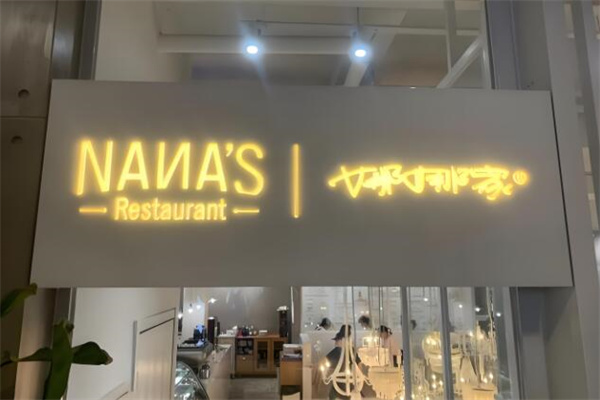 NANA'S
Restaurant
娜娜家®